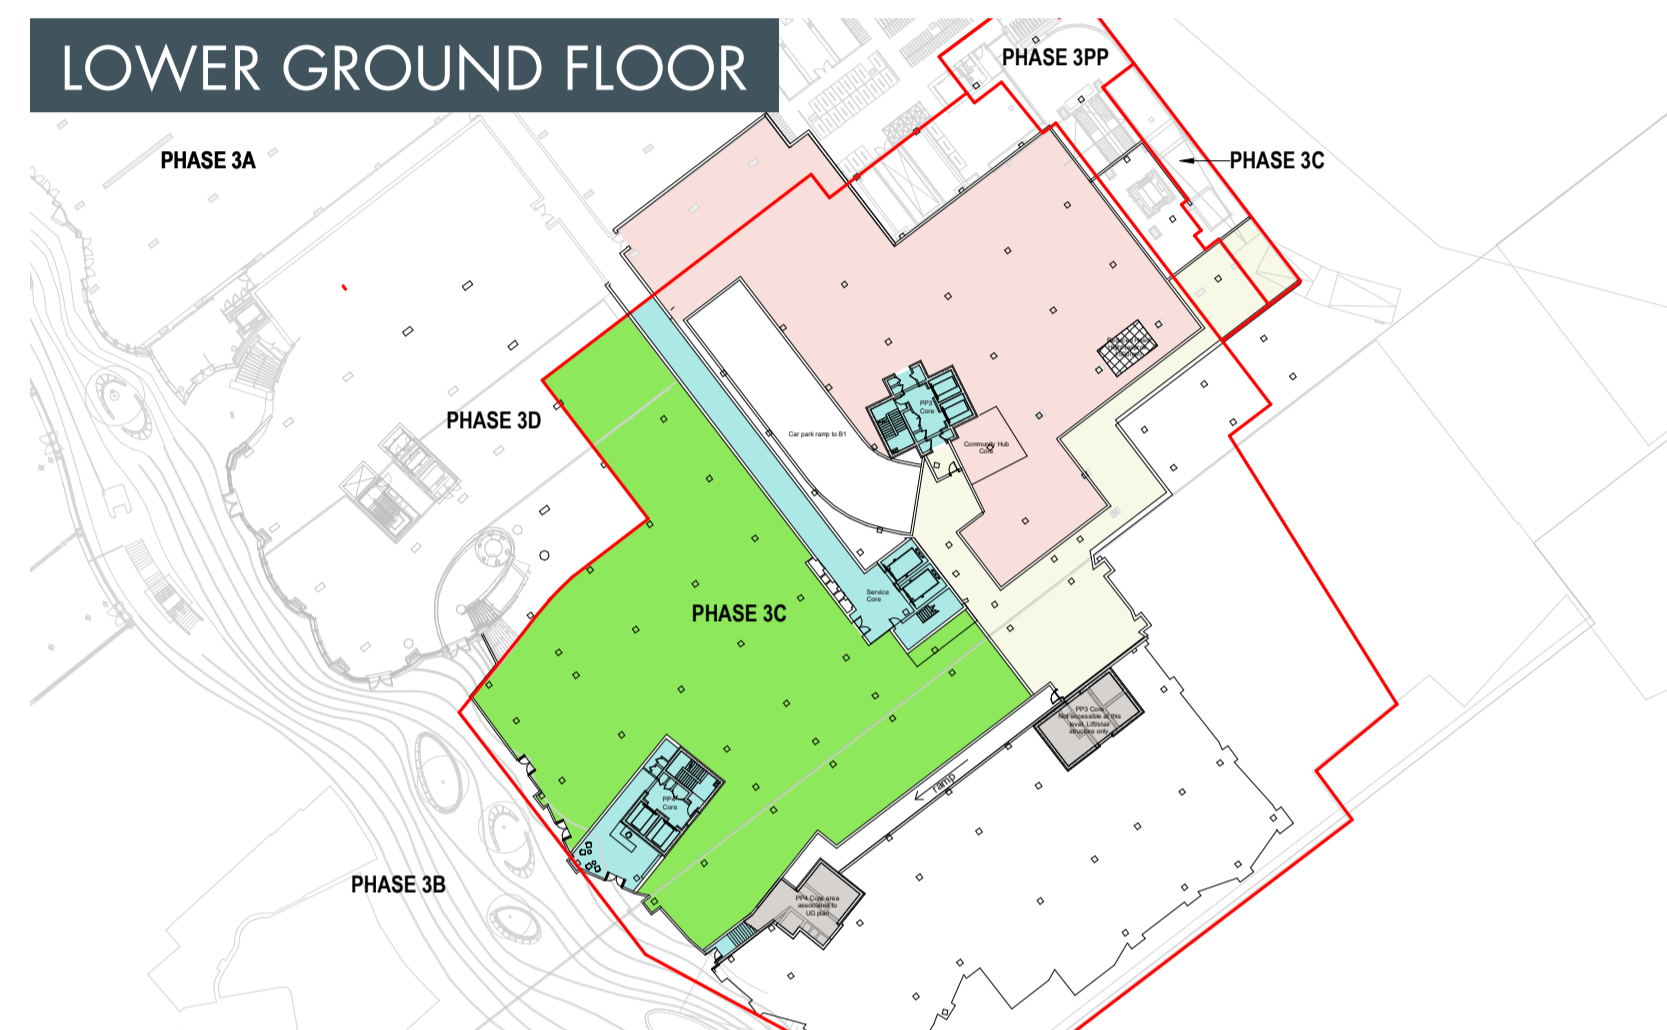 LOWER GROUND FLOOR
PHASE 3PP
PHASE 3A
PHASE 3C
PHASE 3D
PP3
Core
Car park ramp to B1
Community Hub
Core
Service
Core
PHASE 3C
PP3 Core
Not accessible at this
level. Lift/stair
structure only
ramp
PP4
Core
PHASE 3B
PP4 Core area
associated to
UG plan